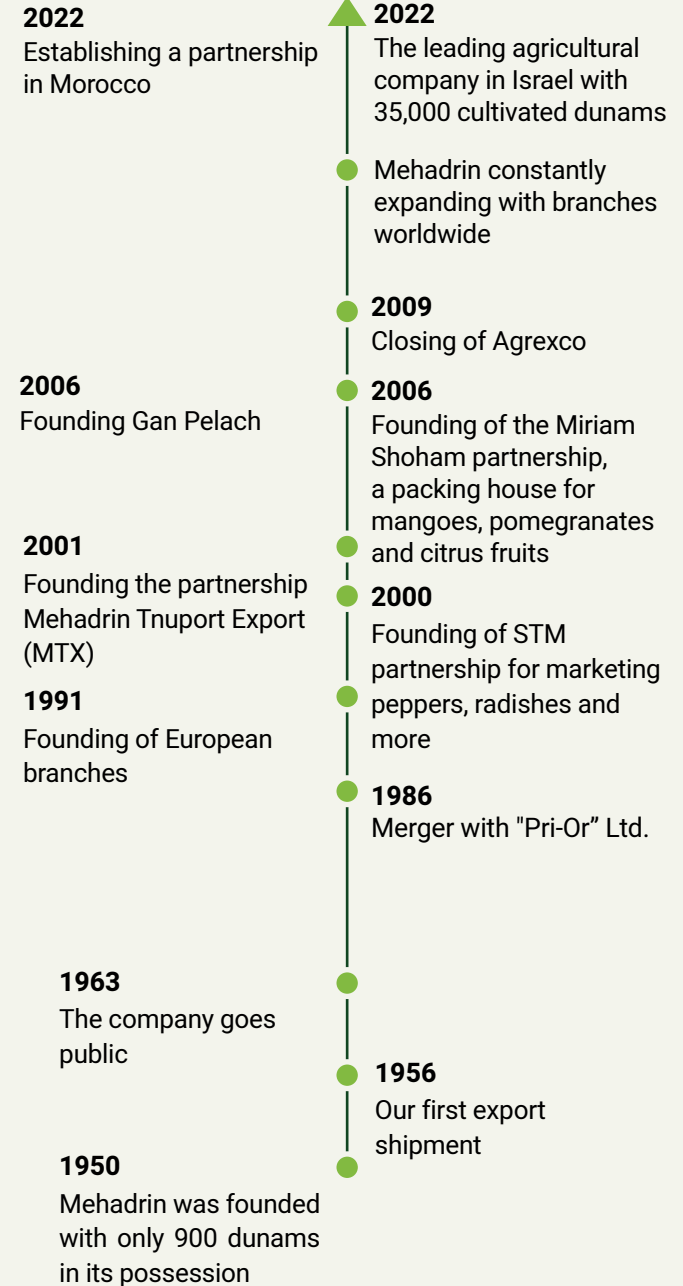 2022
Establishing a partnership
in Morocco
2022
The leading agricultural
company in Israel with
35,000 cultivated dunams
Mehadrin constantly
expanding with branches
worldwide
2009
Closing of Agrexco
2006
Founding Gan Pelach
2006
Founding of the Miriam
Shoham partnership,
a packing house for
mangoes, pomegranates
and citrus fruits
2001
Founding the partnership
Mehadrin Tnuport Export
(MTX)
2000
Founding of STM
partnership for marketing
peppers, radishes and
more
1991
Founding of European
branches
1986
Merger with "Pri-Or” Ltd.
1963
The company goes
public
1956
Our first export
shipment
1950
Mehadrin was founded
with only 900 dunams
in its possession